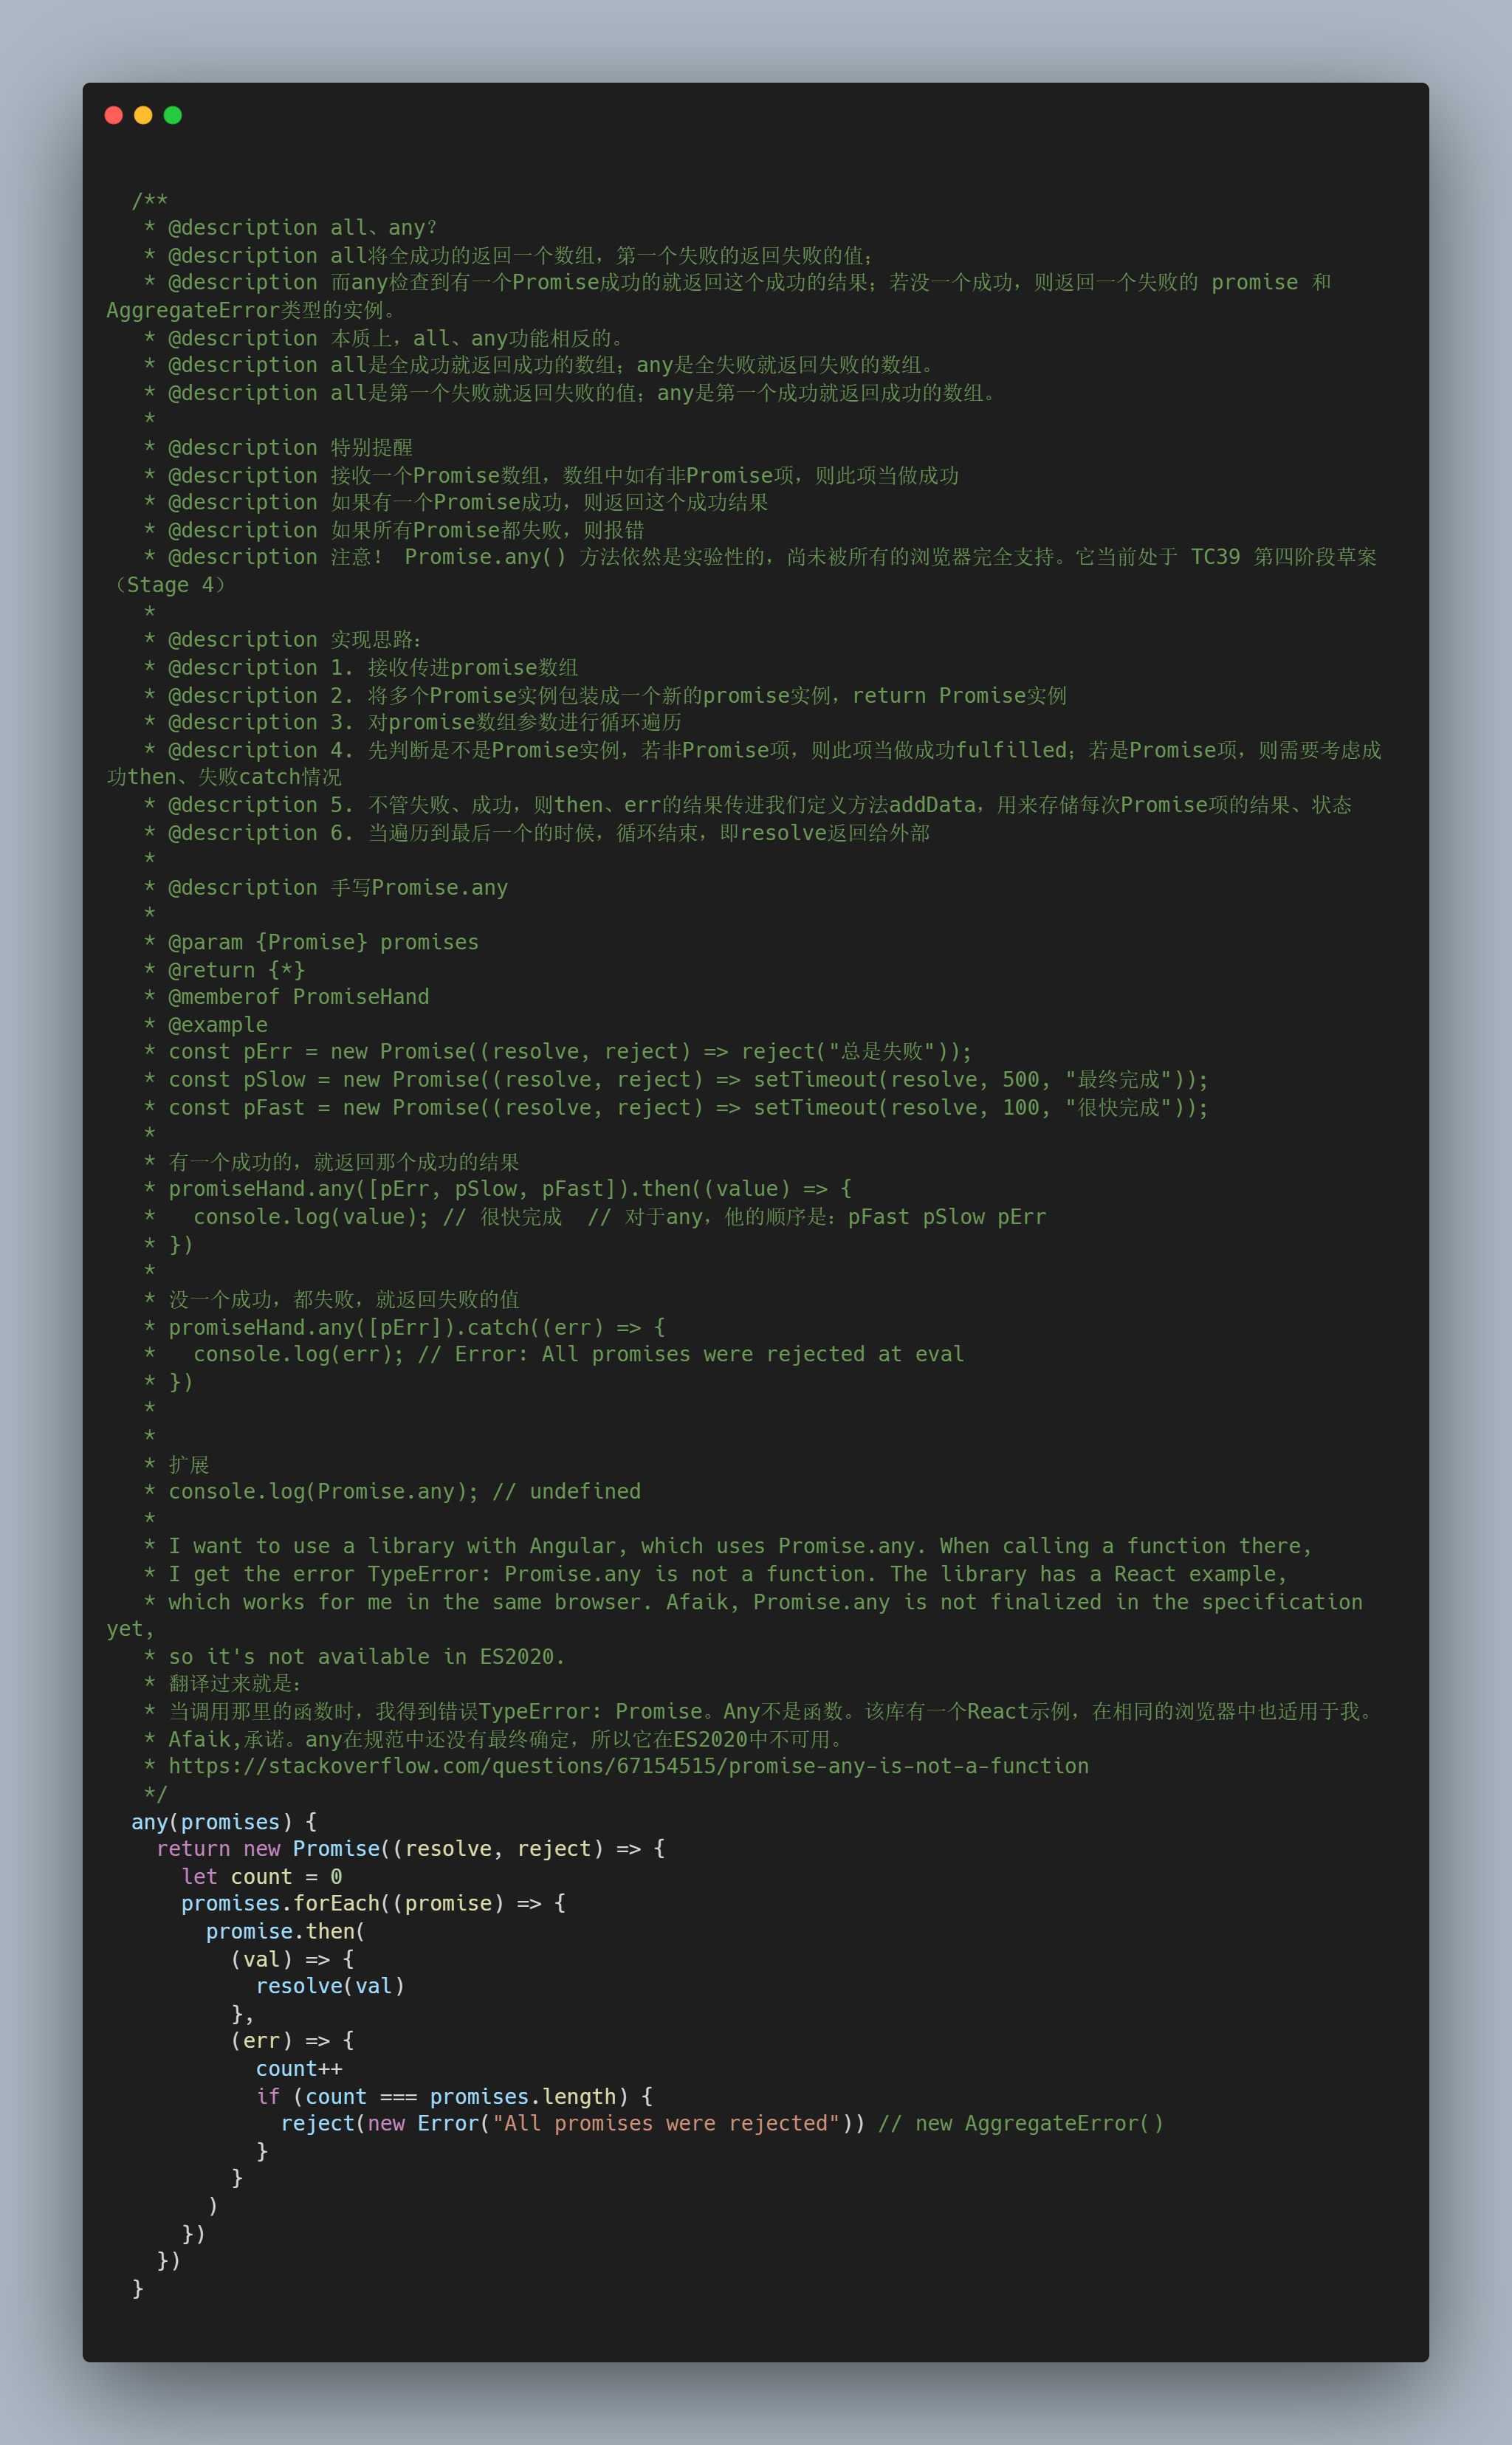 /**
* @description all、any？
* @description all将全成功的返回一个数组，第一个失败的返回失败的值；
* @description 而any检查到有一个Promise成功的就返回这个成功的结果；若没一个成功，则返回一个失败的 promise 和
AggregateError类型的实例。
* @description 本质上，all、any功能相反的。
* @description all是全成功就返回成功的数组；any是全失败就返回失败的数组。
* @description all是第一个失败就返回失败的值；any是第一个成功就返回成功的数组。
*
* @description 特别提醒
* @description 接收一个Promise数组，数组中如有非Promise项，则此项当做成功
* @description 如果有一个Promise成功，则返回这个成功结果
* @description 如果所有Promise都失败，则报错
* @description 注意！ Promise.any() 方法依然是实验性的，尚未被所有的浏览器完全支持。它当前处于 TC39 第四阶段草案
（Stage 4）
*
* @description 实现思路：
* @description 1. 接收传进promise数组
* @description 2. 将多个Promise实例包装成一个新的promise实例，return Promise实例
* @description 3. 对promise数组参数进行循环遍历
* @description 4. 先判断是不是Promise实例，若非Promise项，则此项当做成功fulfilled；若是Promise项，则需要考虑成
功then、失败catch情况
* @description 5. 不管失败、成功，则then、err的结果传进我们定义方法addData，用来存储每次Promise项的结果、状态
* @description 6. 当遍历到最后一个的时候，循环结束，即resolve返回给外部
*
* @description 手写Promise.any
*
* @param {Promise} promises
* @return {*}
* @memberof PromiseHand
* @example
* const pErr = new Promise((resolve, reject) => reject("总是失败"));
* const pSlow = new Promise((resolve, reject) => setTimeout(resolve, 500, "最终完成"));
* const pFast = new Promise((resolve, reject) => setTimeout(resolve, 100, "很快完成"));
*
* 有一个成功的，就返回那个成功的结果
* promiseHand.any([pErr, pSlow, pFast]).then((value) => {
*   console.log(value); // 很快完成  // 对于any，他的顺序是：pFast pSlow pErr
* })
*
* 没一个成功，都失败，就返回失败的值
* promiseHand.any([pErr]).catch((err) => {
*   console.log(err); // Error: All promises were rejected at eval
* })
*
*
* 扩展
* console.log(Promise.any); // undefined
*
* I want to use a library with Angular, which uses Promise.any. When calling a function there,
* I get the error TypeError: Promise.any is not a function. The library has a React example,
* which works for me in the same browser. Afaik, Promise.any is not finalized in the specification
yet,
* so it's not available in ES2020.
* 翻译过来就是：
* 当调用那里的函数时，我得到错误TypeError: Promise。Any不是函数。该库有一个React示例，在相同的浏览器中也适用于我。
* Afaik,承诺。any在规范中还没有最终确定，所以它在ES2020中不可用。
* https://stackoverflow.com/questions/67154515/promise-any-is-not-a-function
*/
any(promises) {
return new Promise((resolve, reject) => {
let count = 0
promises.forEach((promise) => {
promise.then(
(val) => {
resolve(val)
},
(err) => {
count++
if (count === promises.length) {
reject(new Error("All promises were rejected")) // new AggregateError()
}
}
)
})
})
}